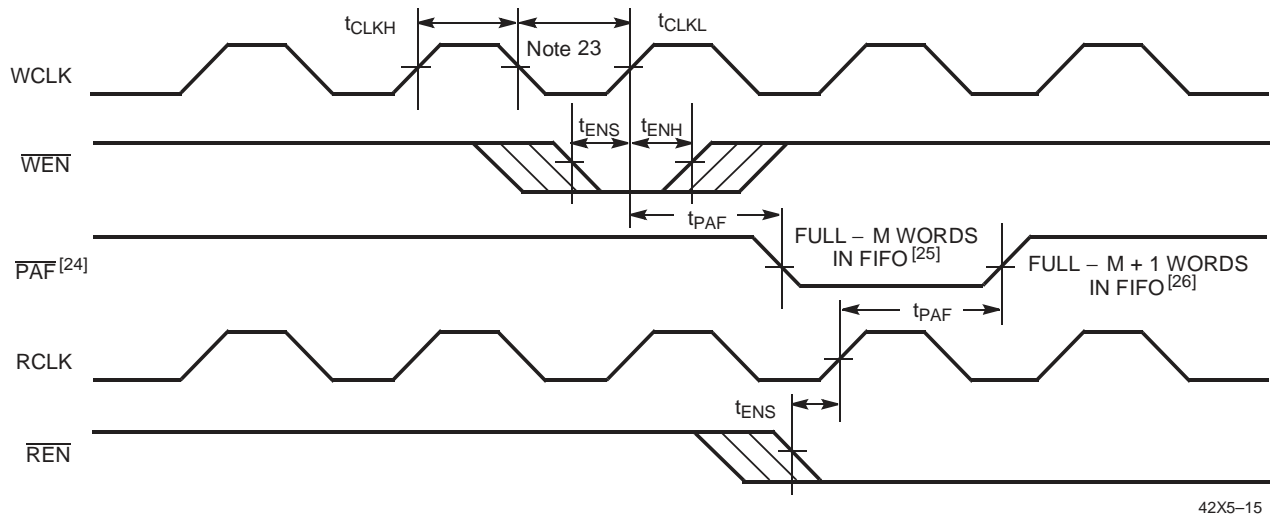 tCLKH
tCLKL
Note 23
WCLK
tENS
tENH
WEN
tPAF
FULL – M WORDS
IN FIFO[25]
PAF[24]
FULL – M + 1 WORDS
IN FIFO[26]
tPAF
RCLK
tENS
REN
42X5–15